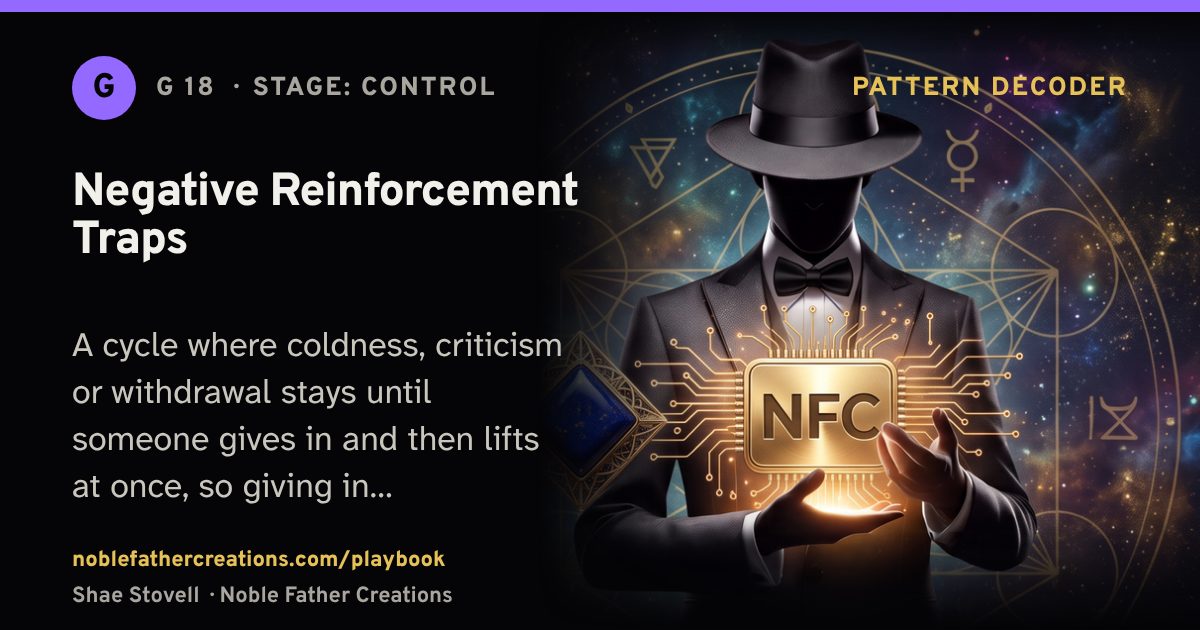 G
G 18 · STAGE: CONTROL
PATTERN DECODER
Negative Reinforcement
Traps
A cycle where coldness, criticism
or withdrawal stays until
someone gives in and then lifts
at once, so giving in...
NFC
noblefathercreations.com/playbook
Shae Stovell · Noble Father Creations